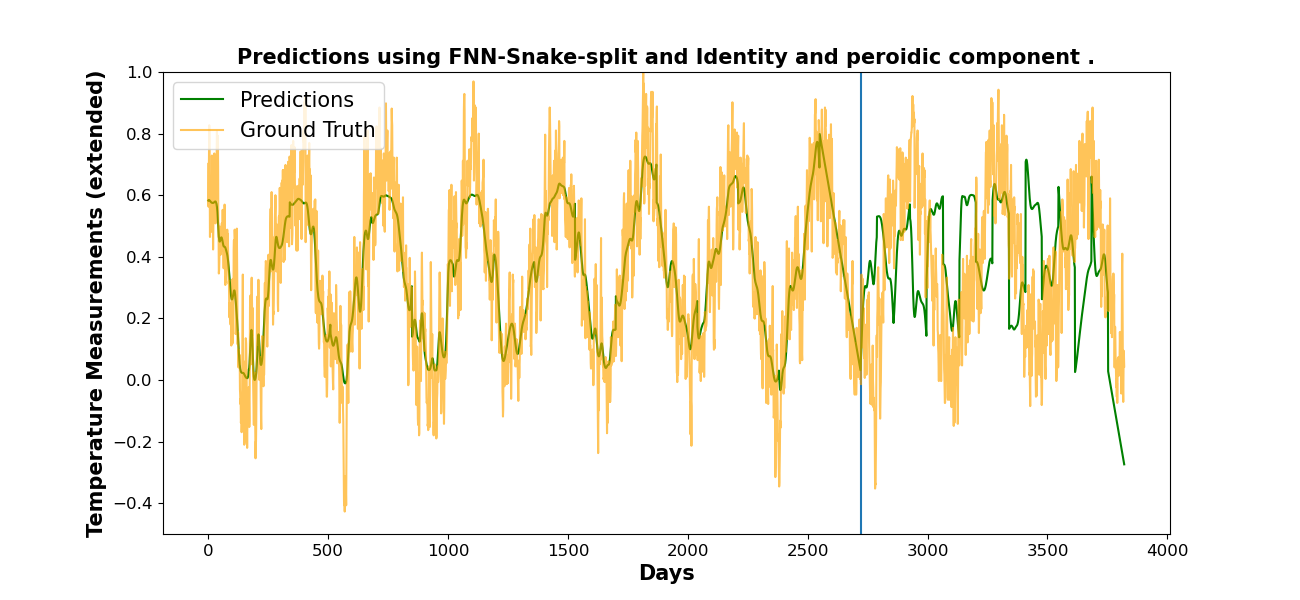 Predictions using FNN-Snake-split and Identity and peroidic component .
Temperature Measurements (extended)
1.0
0.8
0.6
0.4
0.2
0.0
−0.2
−0.4
Predictions
Ground Truth
0 500 1000 1500 2000 2500 3000 3500 4000
Days